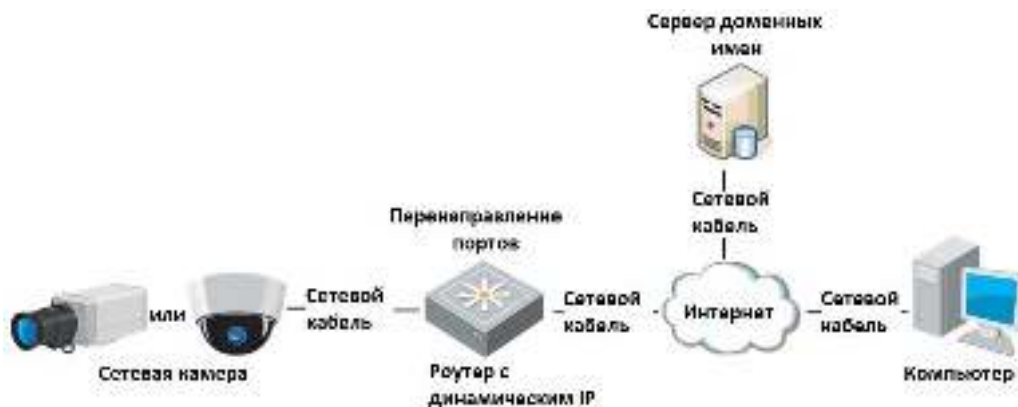 Сервер доменных
имен
Сетевой
кабель
Перенеправление
портов
или
Сетевой
кабель
Сетевой
кабель
Интернет
Сетевой
кабель
Сетевая камера
Роутер с
динамическим IP
Компьютер